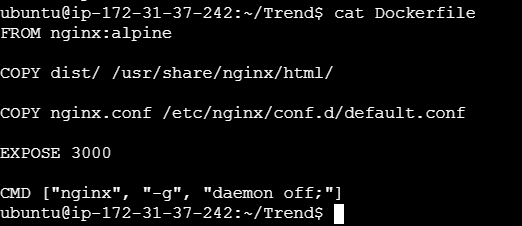 ubuntu@ip-172-31-37-242:~/Trend$ cat Dockerfile
FROM nginx:alpine
COPY dist/ /usr/share/nginx/html/
COPY nginx.conf /etc/nginx/conf.d/default.conf
EXPOSE 3000
CMD ["nginx", "-g", "daemon off;"]
ubuntu@ip-172-31-37-242:~/Trend$